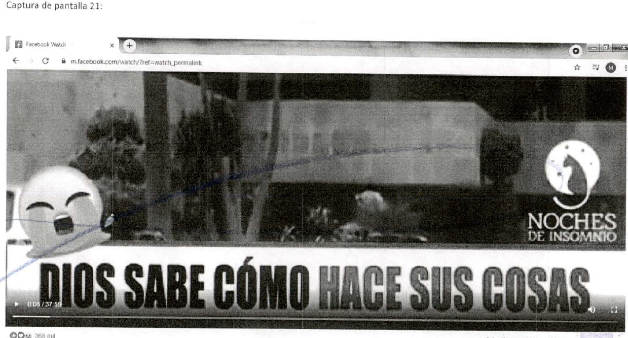 Captura de pantalla 21:
Facebook Watch
m.facebook.com/watch/?ref=watch_permalink
M
NOCHES
DE INSOMNIO
DIOS SABE CÓMO HACE SUS COSAS
0:06 / 37:59